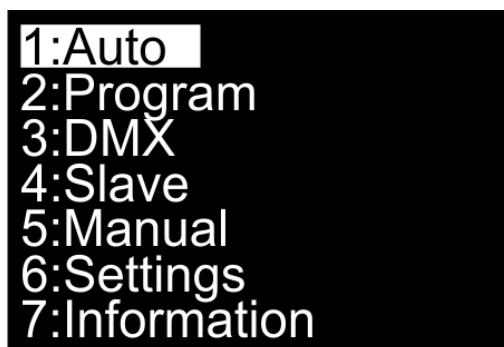 1:Auto
2:Program
3:DMX
4:Slave
5:Manual
6:Settings
7:Information